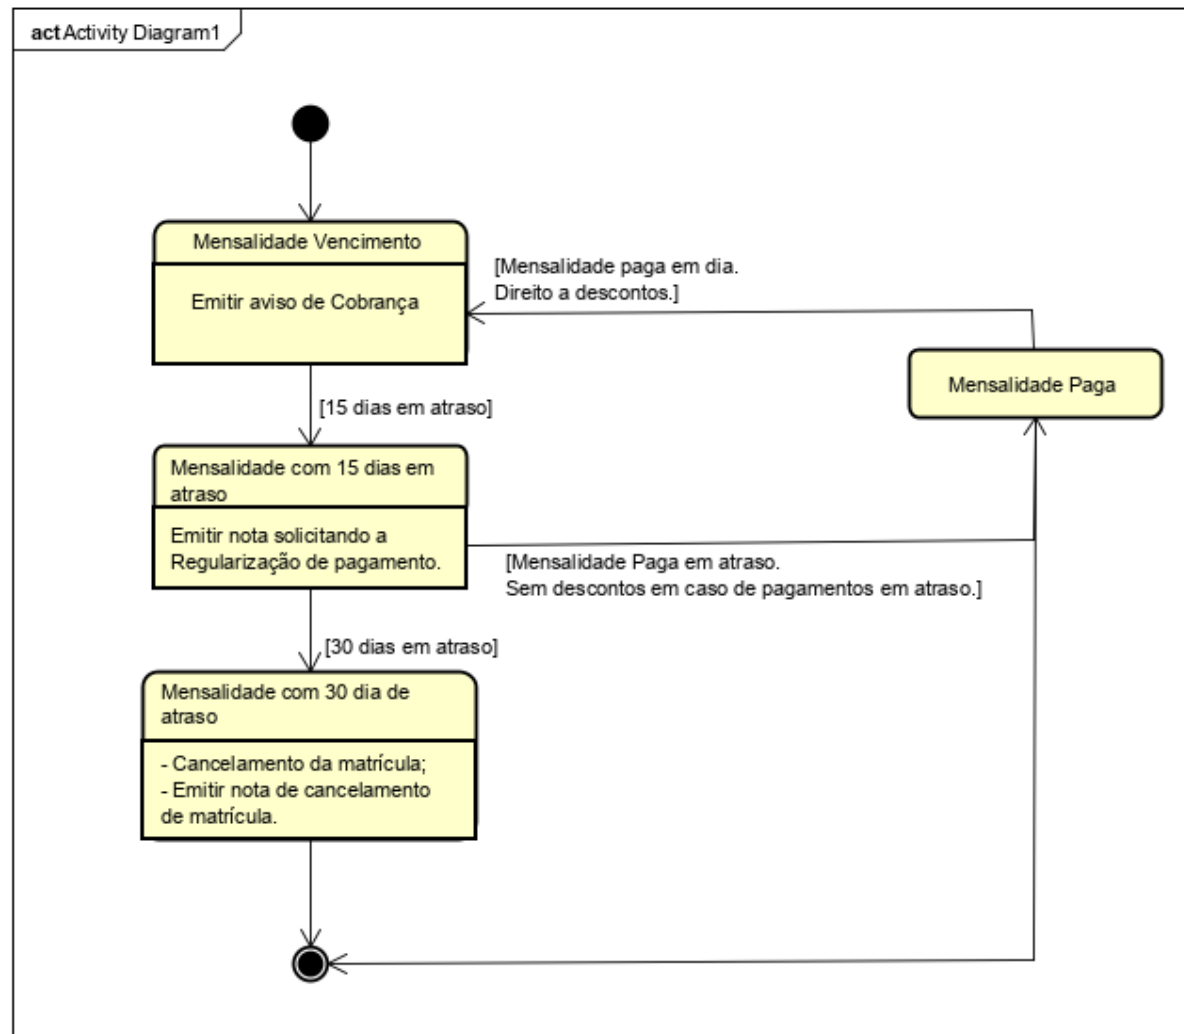 act Activity Diagram1
Mensalidade Vencimento
Emitir aviso de Cobrança
[Mensalidade paga em dia.
Direito a descontos.]
Mensalidade Paga
[15 dias em atraso]
Mensalidade com 15 dias em
atraso
Emitir nota solicitando a
Regularização de pagamento.
[Mensalidade Paga em atraso.
Sem descontos em caso de pagamentos em atraso.]
[30 dias em atraso]
Mensalidade com 30 dia de
atraso
- Cancelamento da matrícula;
- Emitir nota de cancelamento
de matrícula.